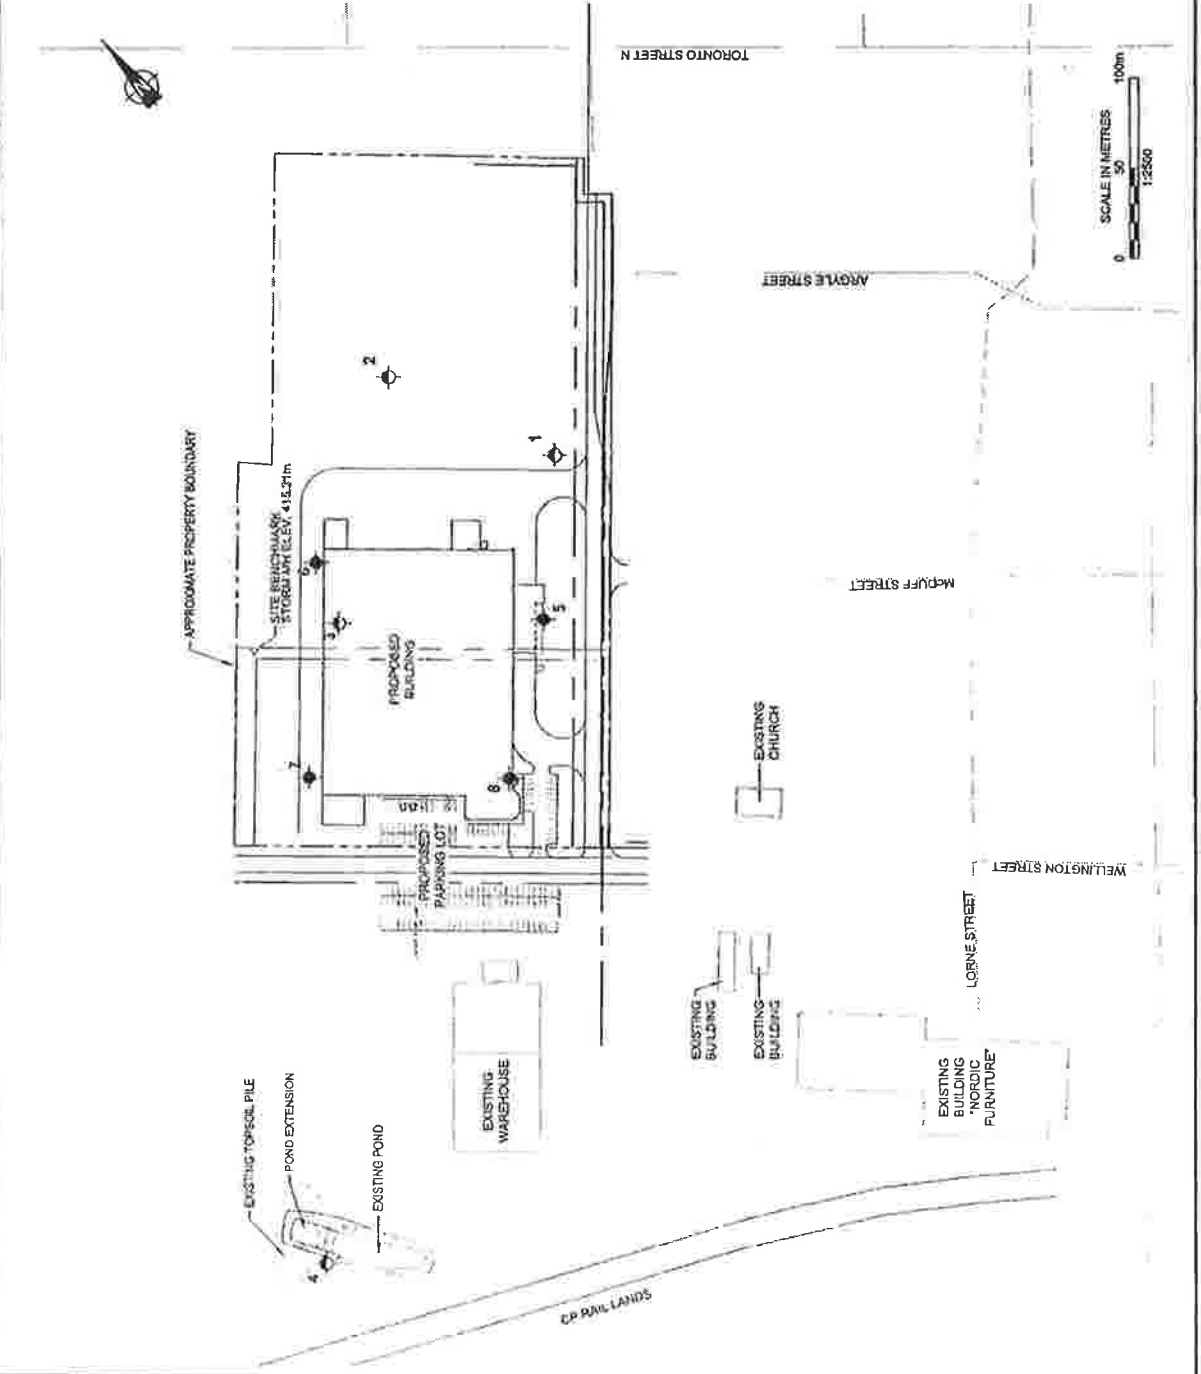 TORONTO STREET N
SCALE IN METRES
0 50 100m
1:2500
ARGYLE STREET
2
1
APPROXIMATE PROPERTY BOUNDARY
SITE BENCHMARK
6
3
5
PROPOSED
BUILDING
McDUFF STREET
7
8
PROPOSED
PARKING LOT
EXISTING
CHURCH
WELLINGTON STREET
LORNE STREET
EXISTING
BUILDING
EXISTING
BUILDING
EXISTING
WAREHOUSE
EXISTING
BUILDING
"NORDIC
FURNITURE"
EXISTING TOPSOIL PILE
POND EXTENSION
EXISTING POND
4
CP RAIL LANDS